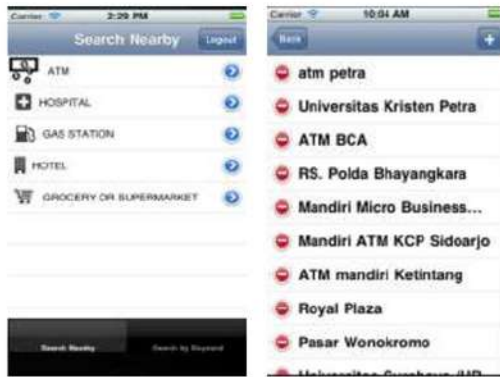 Carrier 2:29 PM
Search Nearby Logout
ATM
HOSPITAL
GAS STATION
HOTEL
GROCERY OR SUPERMARKET
Search Nearby Search by Keyword
Carrier 10:04 AM
Back +
atm petra
Universitas Kristen Petra
ATM BCA
RS. Polda Bhayangkara
Mandiri Micro Business...
Mandiri ATM KCP Sidoarjo
ATM mandiri Ketintang
Royal Plaza
Pasar Wonokromo
Universitas Surabaya